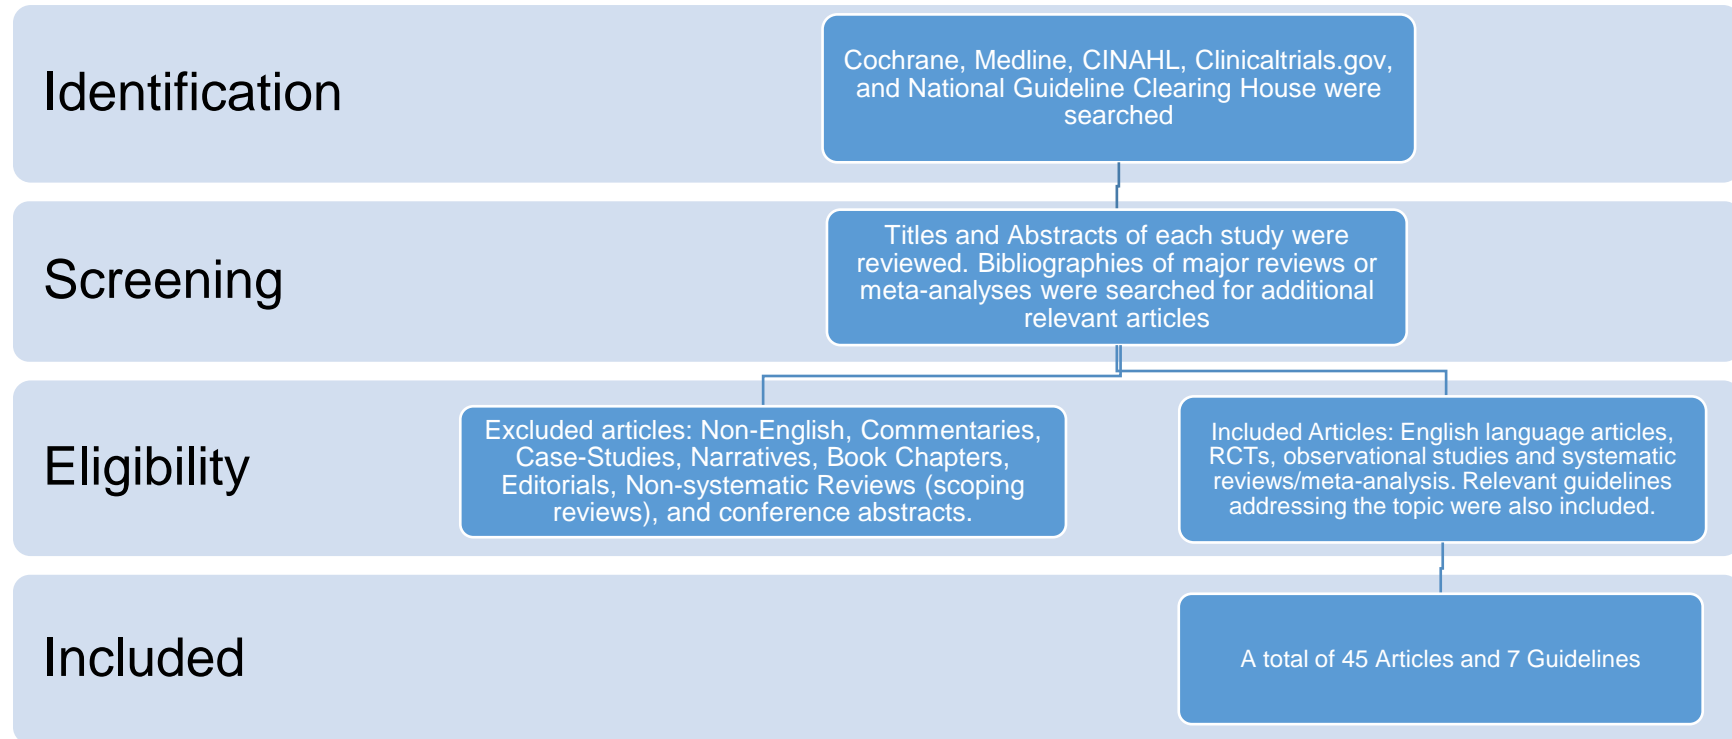 Identification
Cochrane, Medline, CINAHL, Clinicaltrials.gov,
and National Guideline Clearing House were
searched
Screening
Titles and Abstracts of each study were
reviewed. Bibliographies of major reviews or
meta-analyses were searched for additional
relevant articles
Eligibility
Excluded articles: Non-English, Commentaries,
Case-Studies, Narratives, Book Chapters,
Editorials, Non-systematic Reviews (scoping
reviews), and conference abstracts.
Included Articles: English language articles,
RCTs, observational studies and systematic
reviews/meta-analysis. Relevant guidelines
addressing the topic were also included.
Included
A total of 45 Articles and 7 Guidelines